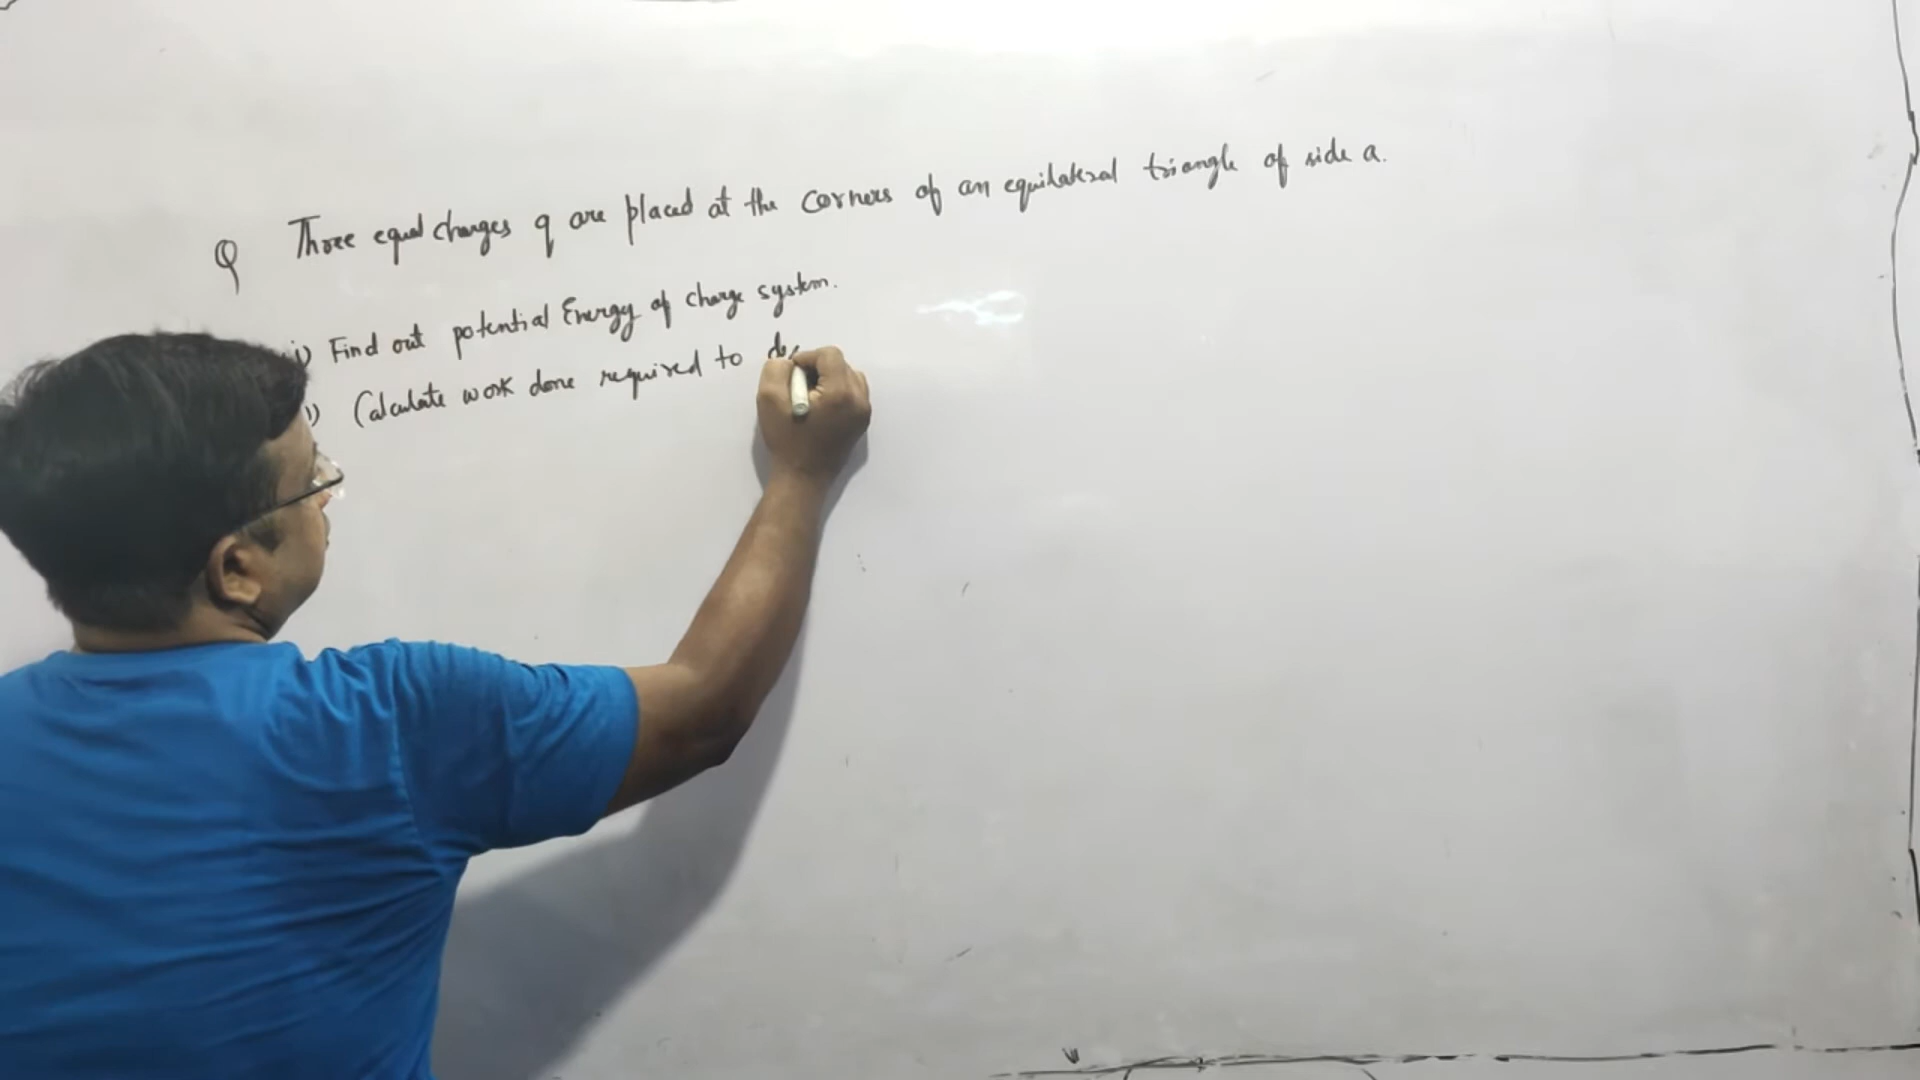 Q Three equal charges q are placed at the corners of an equilateral triangle of side a.
i) Find out potential Energy of charge system.
i) Calculate work done required to de